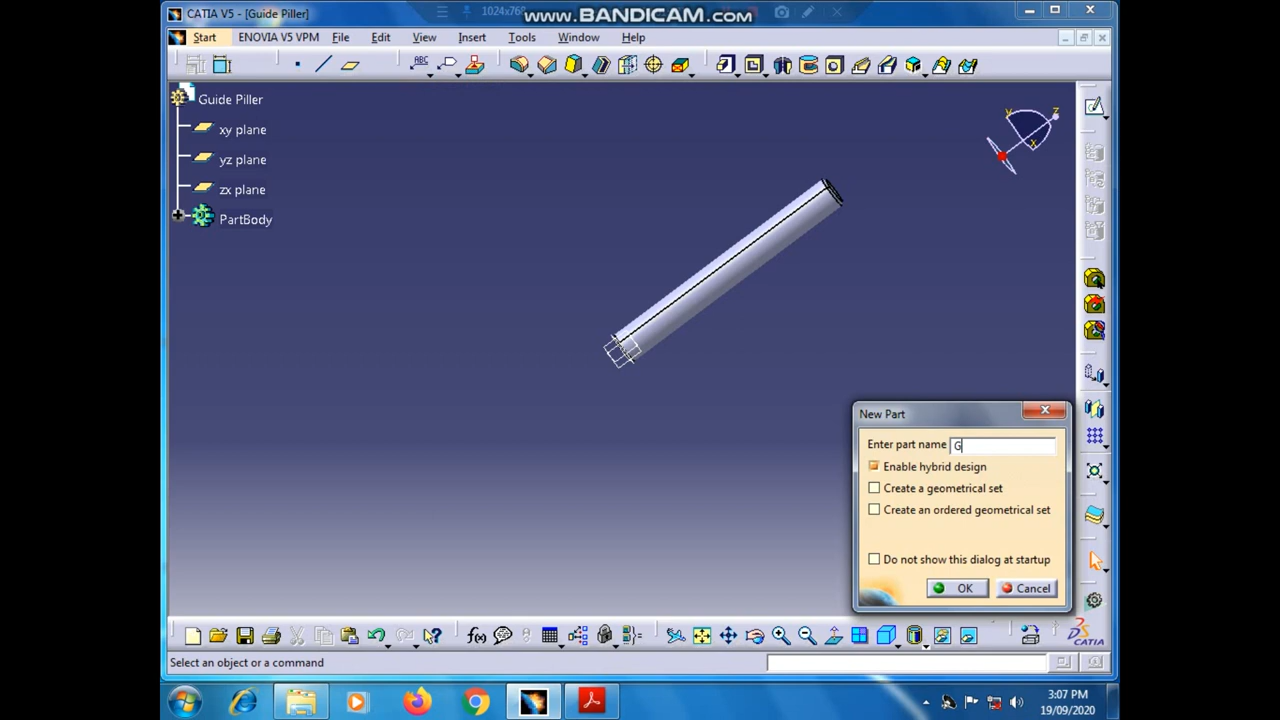 CATIA V5 - [Guide Piller]
1024x768
www.BANDICAM.com
Start ENOVIA V5 VPM File Edit View Insert Tools Window Help
ABC
Guide Piller
xy plane
yz plane
zx plane
PartBody
y z x
New Part
Enter part name G
Enable hybrid design
Create a geometrical set
Create an ordered geometrical set
Do not show this dialog at startup
OK Cancel
f(x)
CATIA
Select an object or a command
3:07 PM
19/09/2020